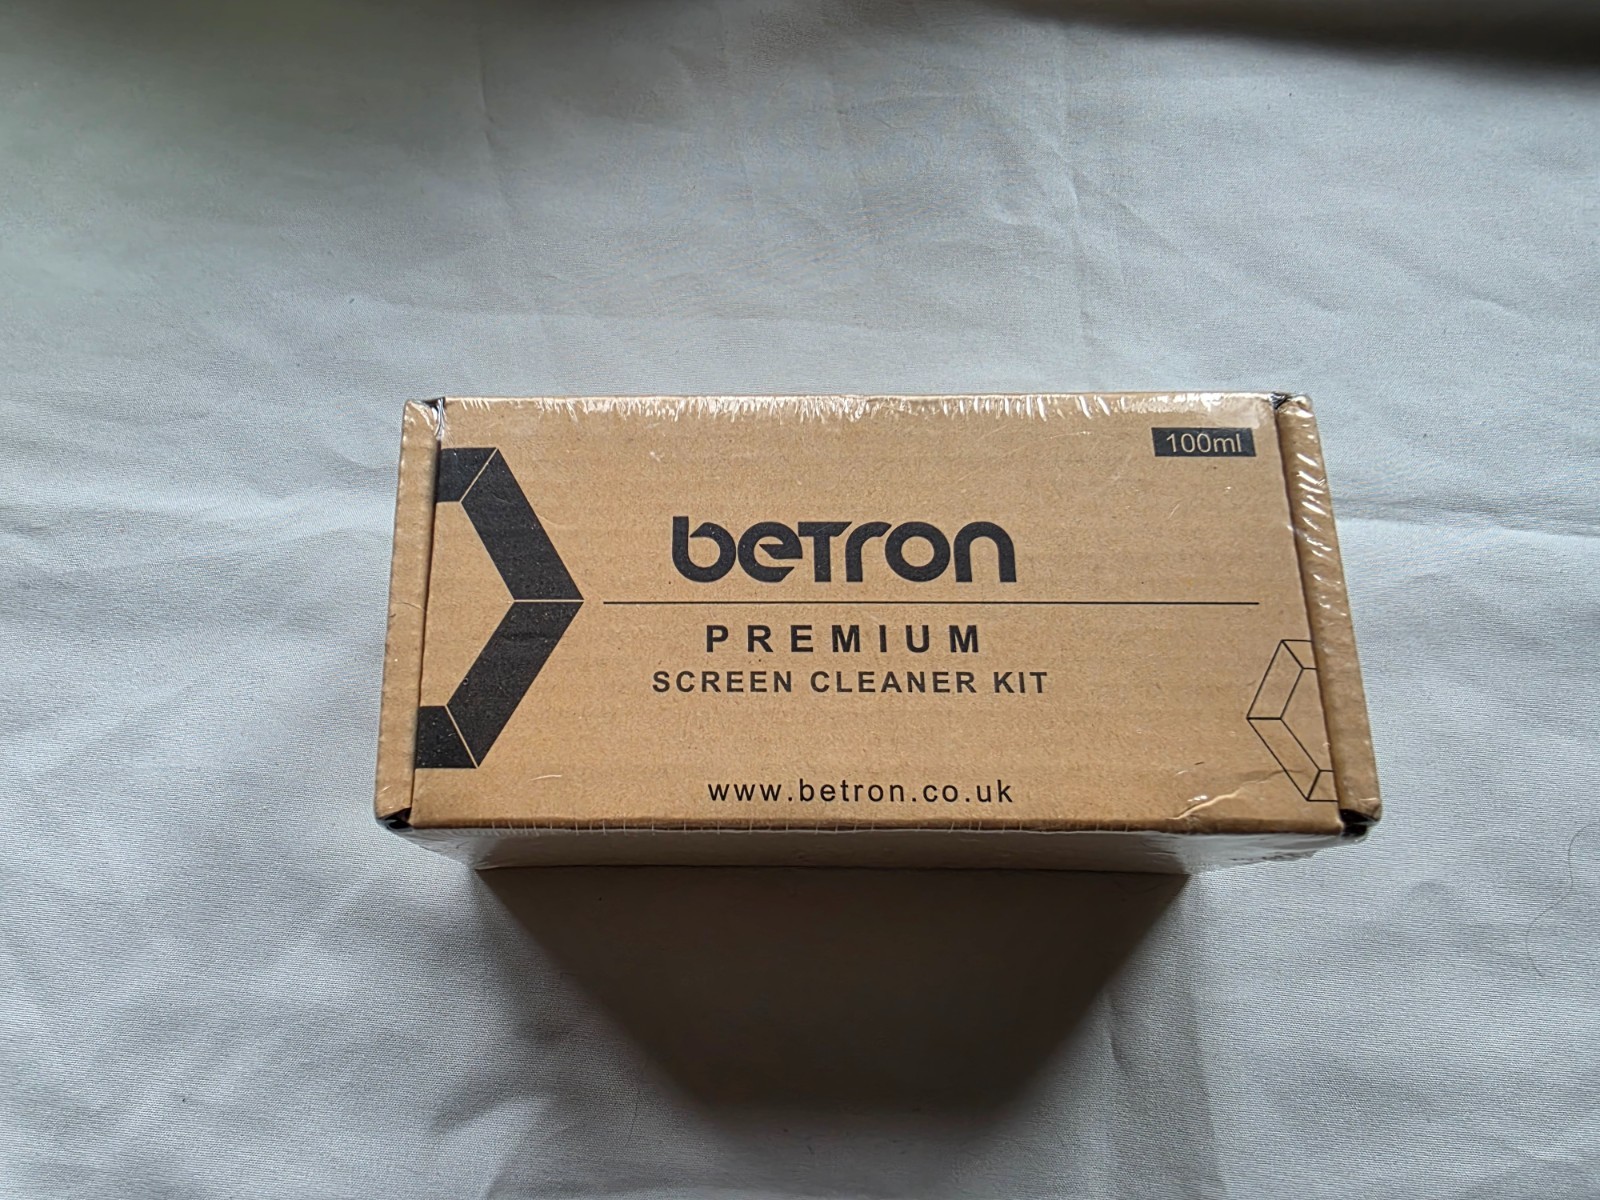 100ml
betron
PREMIUM
SCREEN CLEANER KIT
www.betron.co.uk